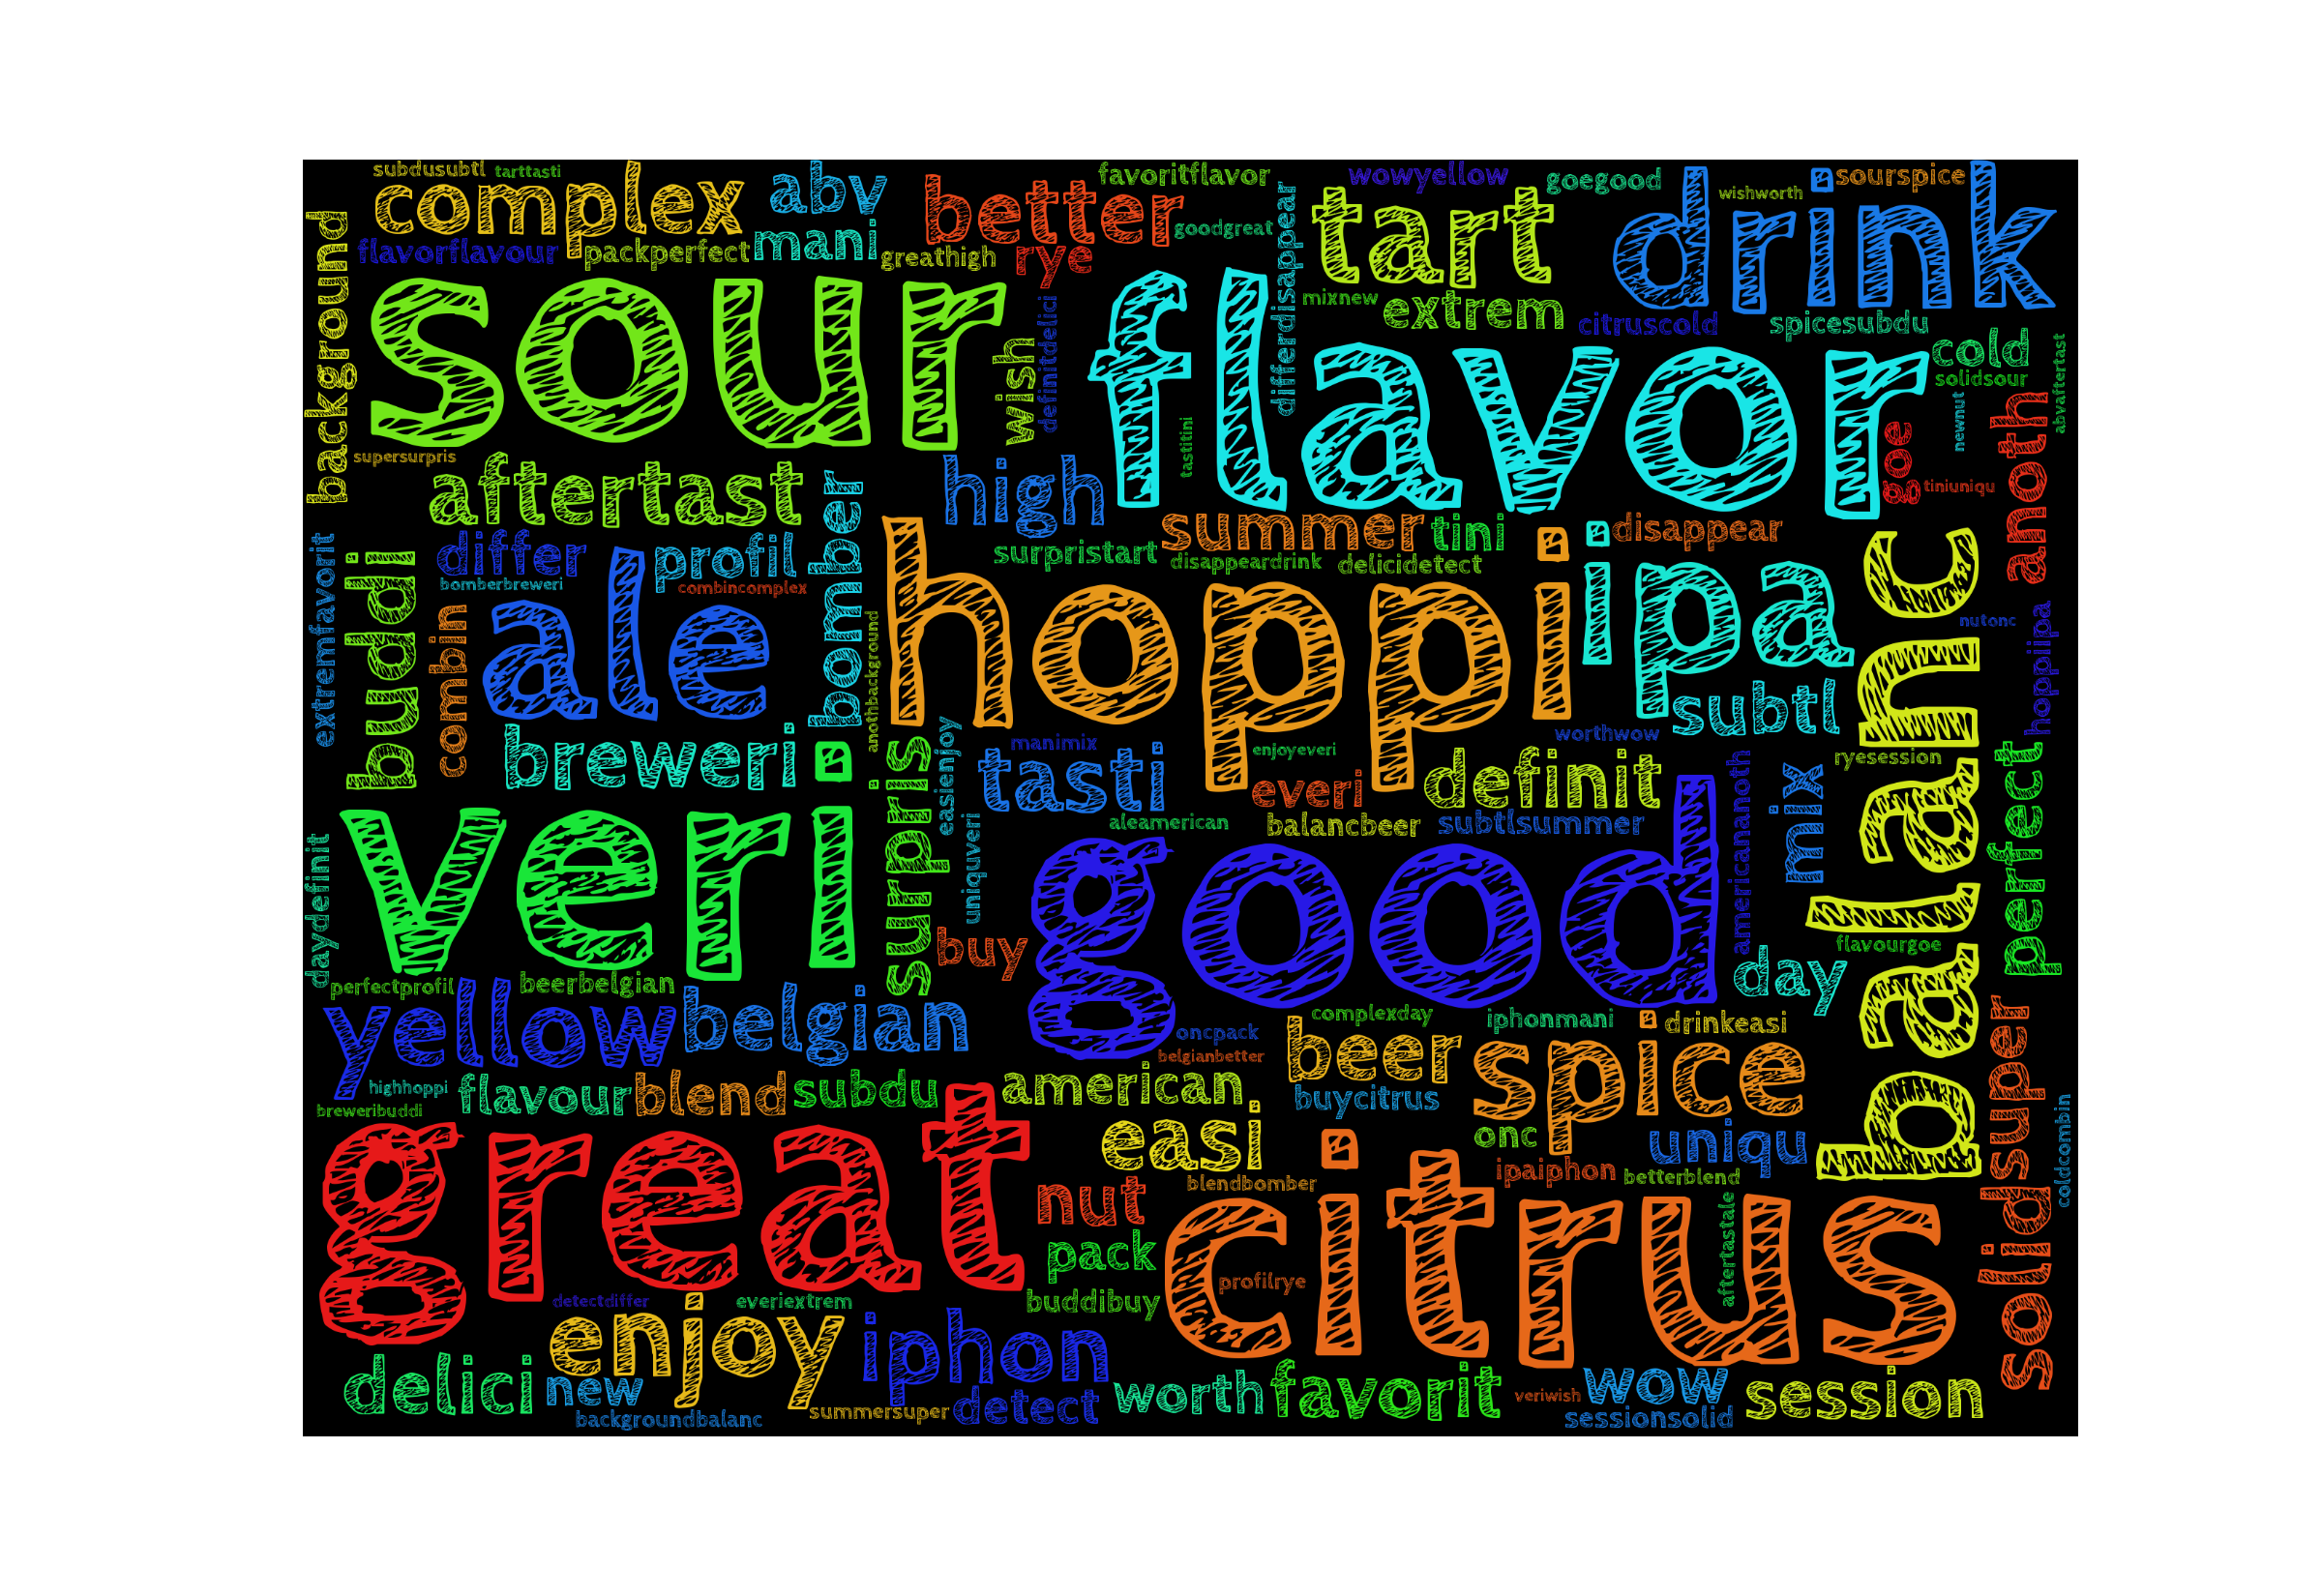 subdusubtl
tarttasti
complex
abv
better
favoritflavor
wowyellow
goegood
drink
sourspice
wishworth
flavorflavour
packperfect
mani
greathigh
rye
goodgreat
differdisappear
tart
mixnew
extrem
citruscold
spicesubdu
background
sour
wish
definitdelici
flavor
cold
solidsour
abvaftertast
supersurpris
aftertast
bomber
high
tastitini
goe
newnut
tiniuniqu
anoth
buddi
differ
profil
bomberbreweri
combincomplex
summer
tini
disappear
surpristart
disappeardrink
delicidetect
extremfavorit
combin
ale
anothbackground
hoppi
ipa
balanc
nutonc
hoppiipa
subtl
breweri
surpris
easienjoy
manimix
tasti
enjoyeveri
everi
worthwow
definit
americananoth
mix
ryesession
perfect
veri
uniquveri
aleamerican
balancbeer
subtlsummer
good
daydefinit
buy
flavourgoe
day
perfectprofil
beerbelgian
yellow
belgian
oncpack
belgianbetter
complexday
iphonmani
drinkeasi
beer
spice
super
highhoppi
breweribuddi
flavour
blend
subdu
american
buycitrus
onc
uniqu
coldcombin
great
easi
blendbomber
ipaiphon
betterblend
nut
pack
citrus
profilrye
aftertastale
solid
detectdiffer
everiextrem
buddibuy
enjoy
iphon
delici
new
backgroundbalanc
summersuper
detect
worth
favorit
veriwish
wow
sessionsolid
session